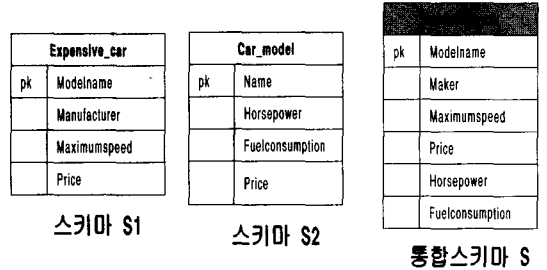 Expensive_car
pk Modelname
Manufacturer
Maximumspeed
Price
스키마 S1
Car_model
pk Name
Horsepower
Fuelconsumption
Price
스키마 S2
pk Modelname
Maker
Maximumspeed
Price
Horsepower
Fuelconsumption
통합스키마 S